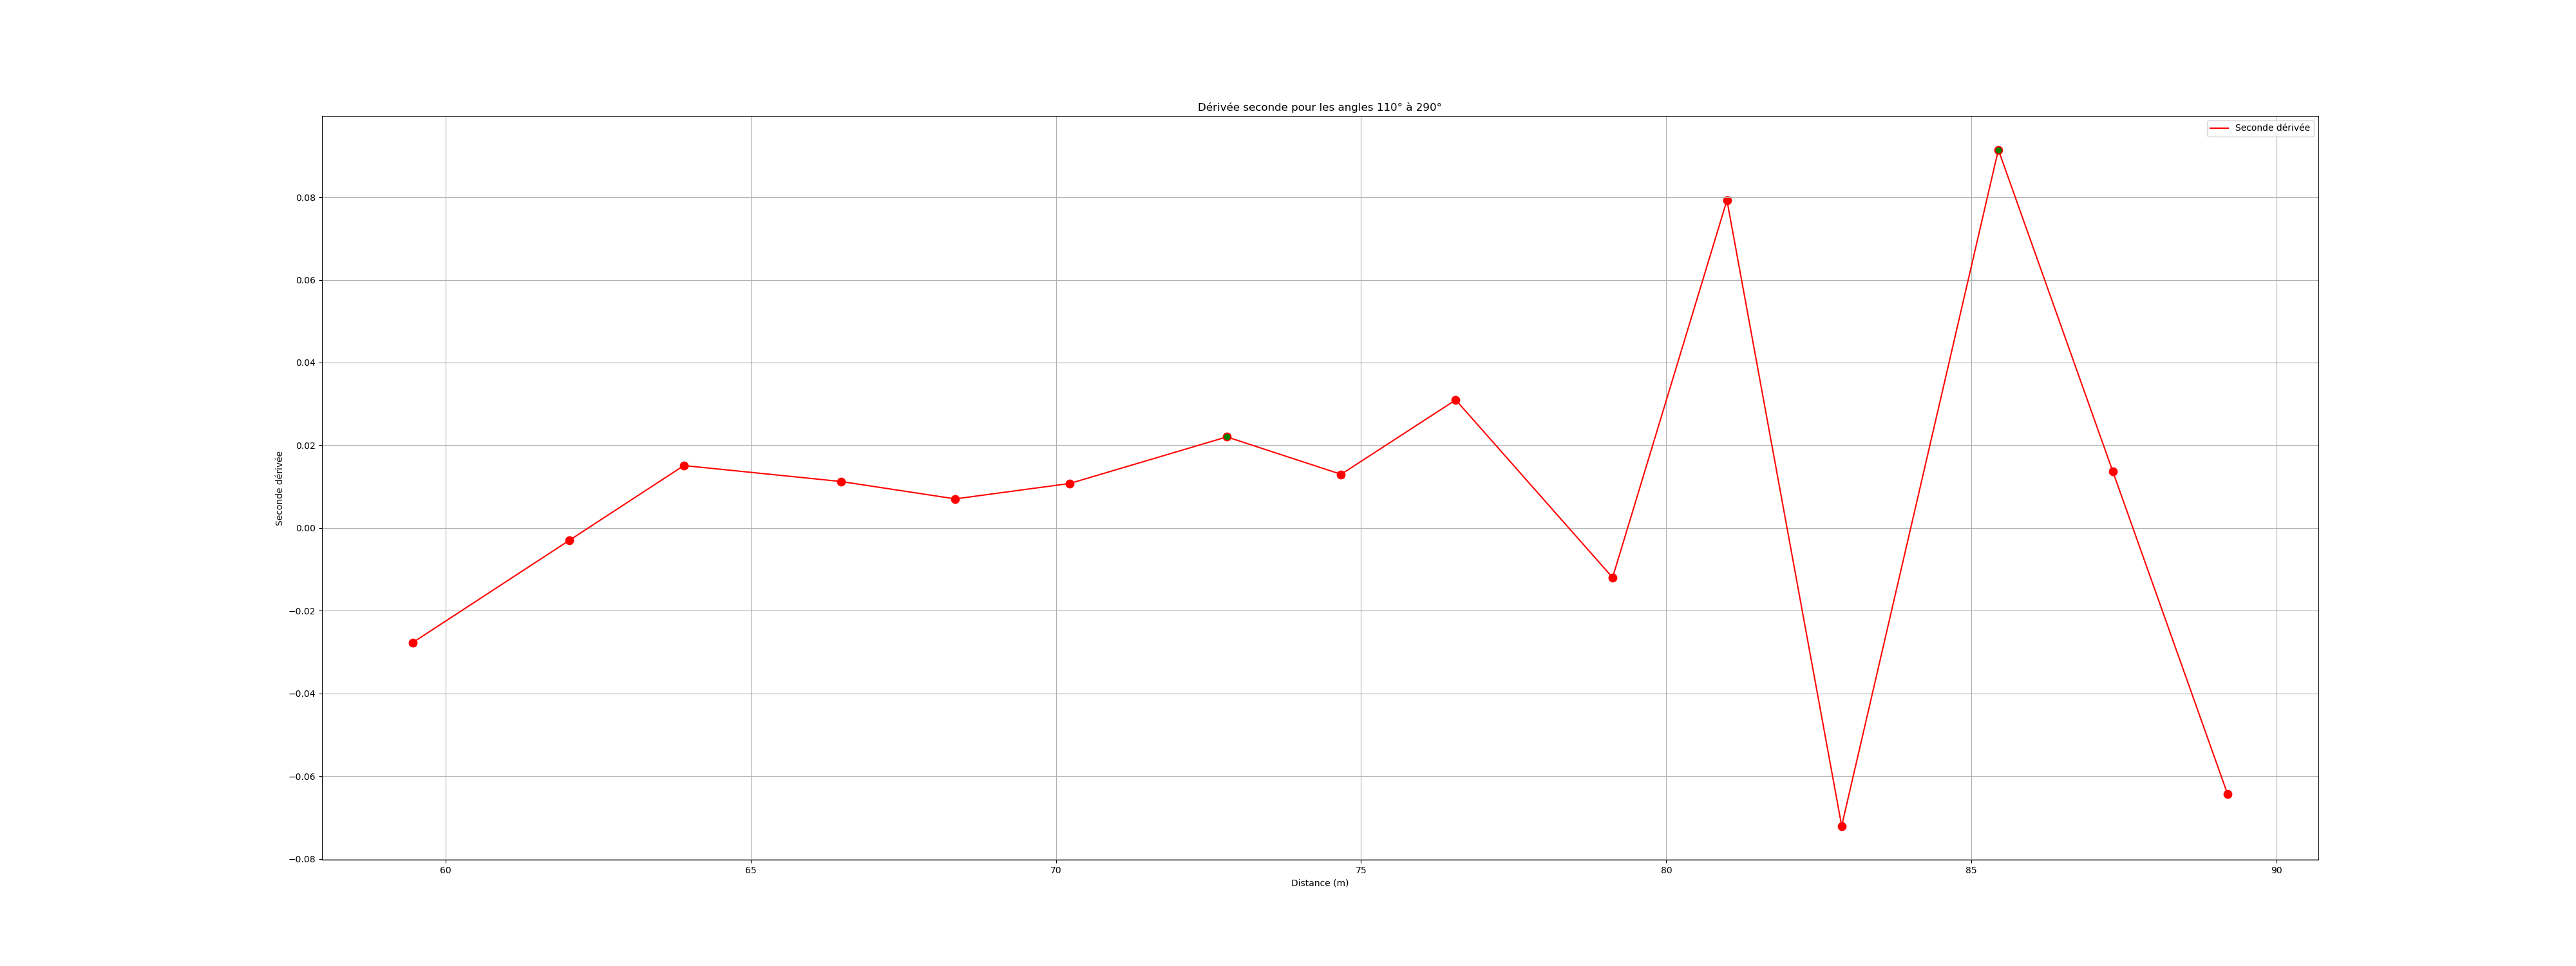 Dérivée seconde pour les angles 110° à 290°
Seconde dérivée
0.08
0.06
0.04
0.02
0.00
−0.02
−0.04
−0.06
−0.08
Seconde dérivée
60 65 70 75 80 85 90
Distance (m)